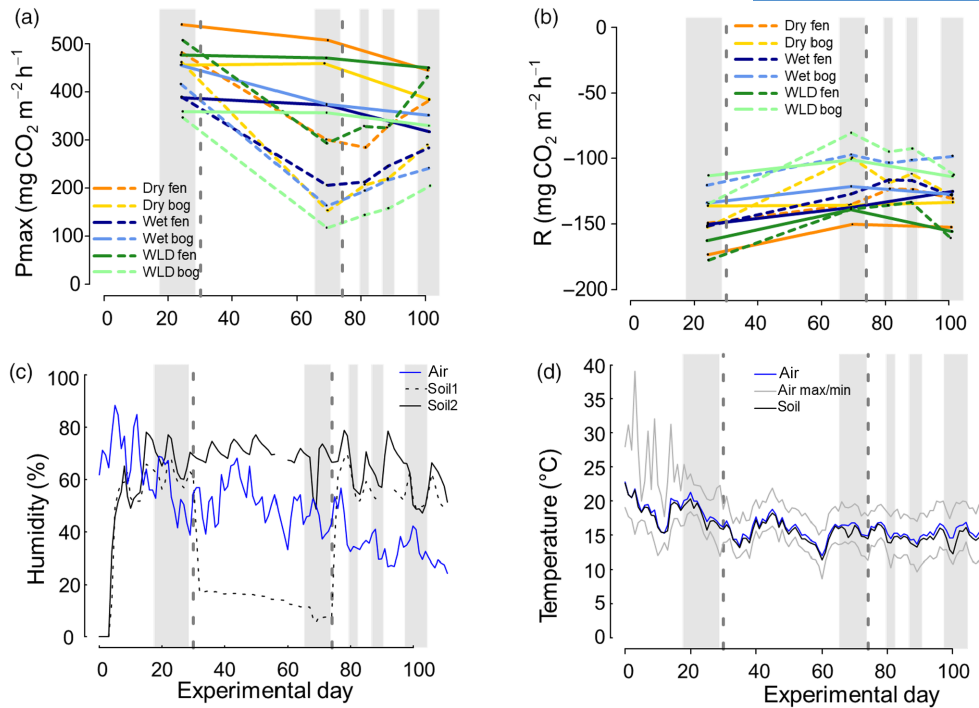 (a)
Pmax (mg CO₂ m⁻² h⁻¹)
500
400
300
200
100
0
Dry fen
Dry bog
Wet fen
Wet bog
WLD fen
WLD bog
0 20 40 60 80 100
(b)
R (mg CO₂ m⁻² h⁻¹)
0
−50
−100
−150
−200
Dry fen
Dry bog
Wet fen
Wet bog
WLD fen
WLD bog
0 20 40 60 80 100
(c)
Humidity (%)
100
80
60
40
20
0
Air
Soil1
Soil2
0 20 40 60 80 100
Experimental day
(d)
Temperature (°C)
40
35
30
25
20
15
10
5
0
Air
Air max/min
Soil
0 20 40 60 80 100
Experimental day